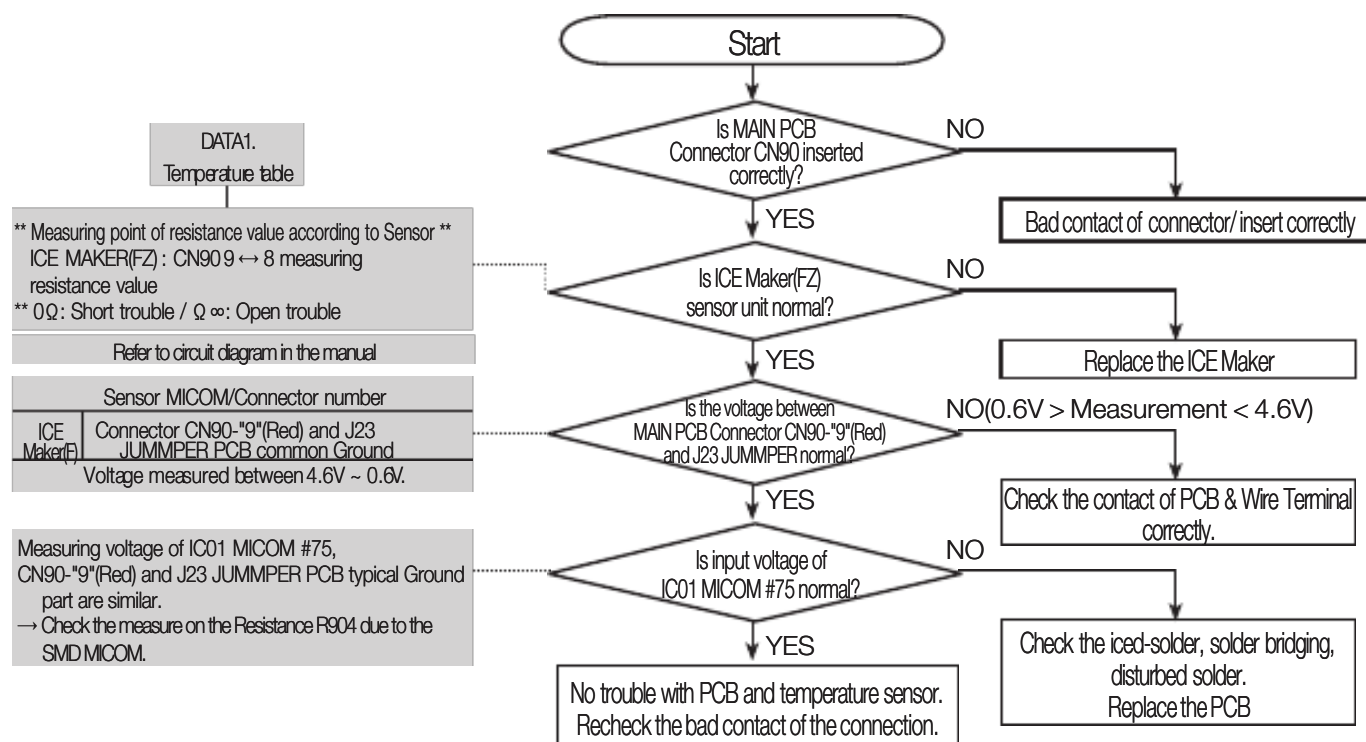 Start
Is MAIN PCB
Connector CN90 inserted
correctly?
NO
Bad contact of connector/ insert correctly
YES
DATA1.
Temperature table
** Measuring point of resistance value according to Sensor **
ICE MAKER(FZ) : CN90 9 ↔ 8 measuring
resistance value
** 0Ω: Short trouble / Ω ∞: Open trouble
Refer to circuit diagram in the manual
Is ICE Maker(FZ)
sensor unit normal?
NO
Replace the ICE Maker
YES
Sensor MICOM/Connector number
ICE
Maker(F)
Connector CN90-"9"(Red) and J23
JUMMPER PCB common Ground
Voltage measured between 4.6V ~ 0.6V.
Is the voltage between
MAIN PCB Connector CN90-"9"(Red)
and J23 JUMMPER normal?
NO(0.6V > Measurement < 4.6V)
Check the contact of PCB & Wire Terminal
correctly.
YES
Measuring voltage of IC01 MICOM #75,
CN90-"9"(Red) and J23 JUMMPER PCB typical Ground
part are similar.
→ Check the measure on the Resistance R904 due to the
SMD MICOM.
Is input voltage of
IC01 MICOM #75 normal?
NO
Check the iced-solder, solder bridging,
disturbed solder.
Replace the PCB
YES
No trouble with PCB and temperature sensor.
Recheck the bad contact of the connection.